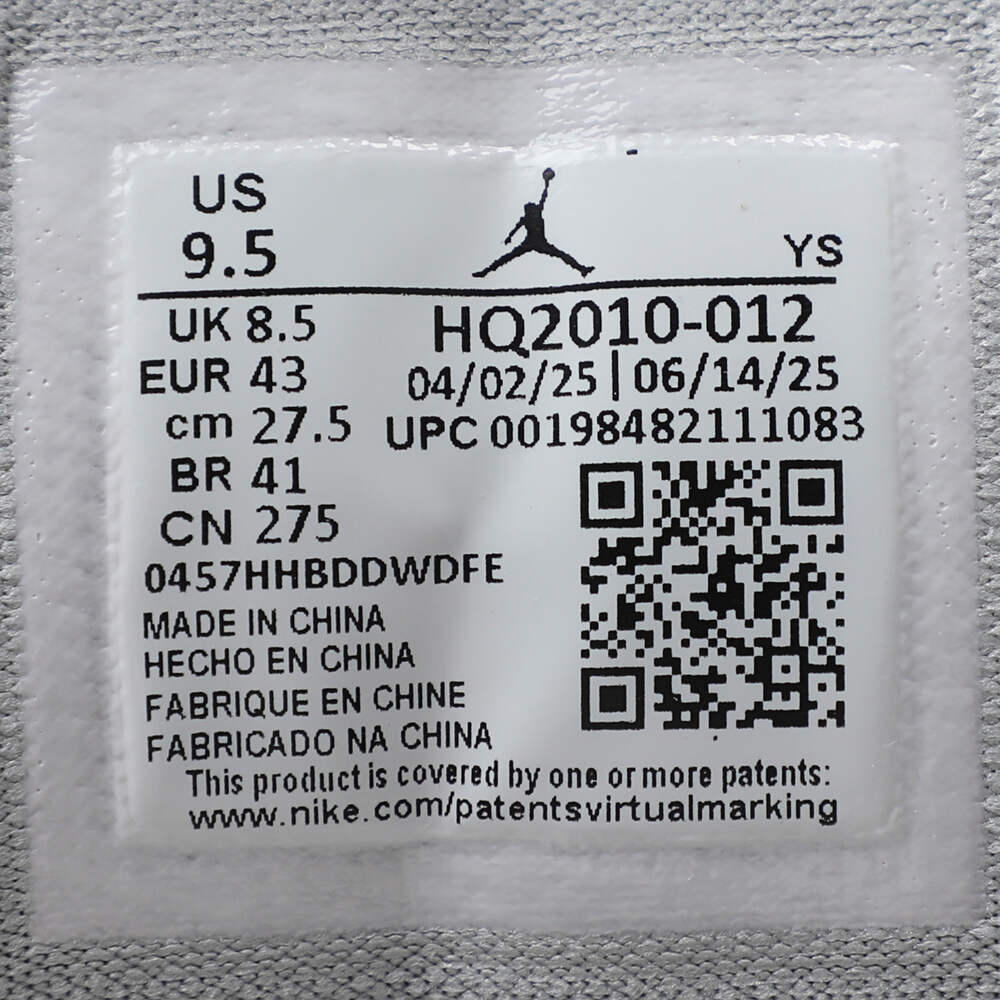 US
9.5
YS
UK 8.5
HQ2010-012
EUR 43
04/02/25 | 06/14/25
cm 27.5
UPC 00198482111083
BR 41
CN 275
0457HHBDDWDFE
MADE IN CHINA
HECHO EN CHINA
FABRIQUE EN CHINE
FABRICADO NA CHINA
This product is covered by one or more patents:
www.nike.com/patentsvirtualmarking